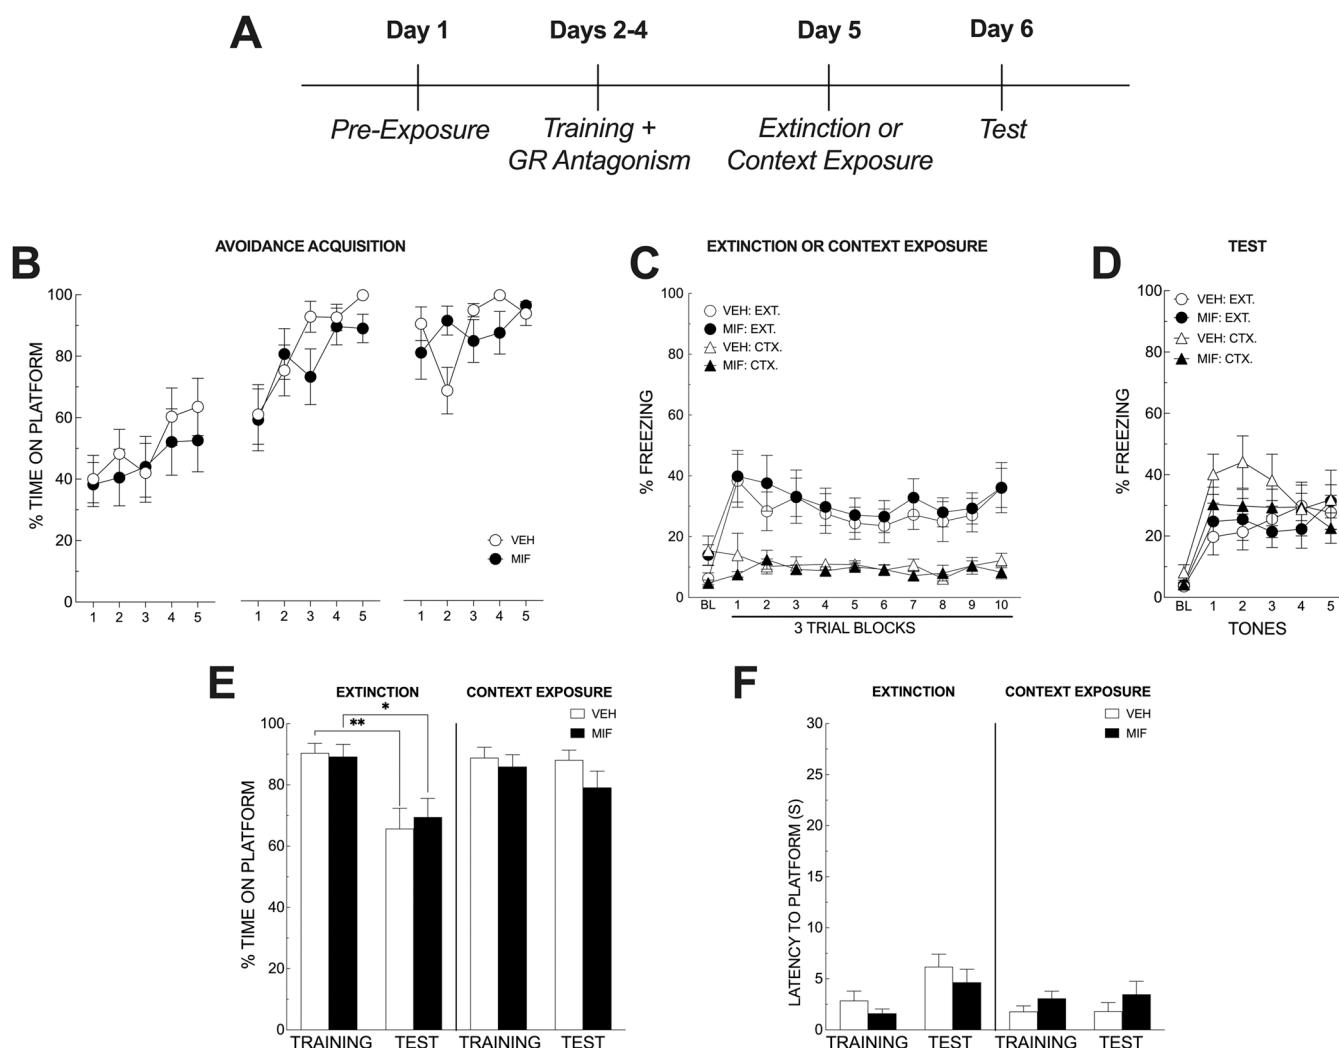 A
Day 1
Days 2-4
Day 5
Day 6
Pre-Exposure
Training +
GR Antagonism
Extinction or
Context Exposure
Test
B
AVOIDANCE ACQUISITION
% TIME ON PLATFORM
100
80
60
40
20
0
VEH
MIF
1 2 3 4 5
1 2 3 4 5
1 2 3 4 5
C
EXTINCTION OR CONTEXT EXPOSURE
% FREEZING
100
80
60
40
20
0
VEH: EXT.
MIF: EXT.
VEH: CTX.
MIF: CTX.
BL 1 2 3 4 5 6 7 8 9 10
3 TRIAL BLOCKS
D
TEST
% FREEZING
100
80
60
40
20
0
VEH: EXT.
MIF: EXT.
VEH: CTX.
MIF: CTX.
BL 1 2 3 4 5
TONES
E
EXTINCTION
CONTEXT EXPOSURE
% TIME ON PLATFORM
100
80
60
40
20
0
*
**
VEH
MIF
TRAINING TEST TRAINING TEST
F
EXTINCTION
CONTEXT EXPOSURE
LATENCY TO PLATFORM (S)
30
25
20
15
10
5
0
VEH
MIF
TRAINING TEST TRAINING TEST